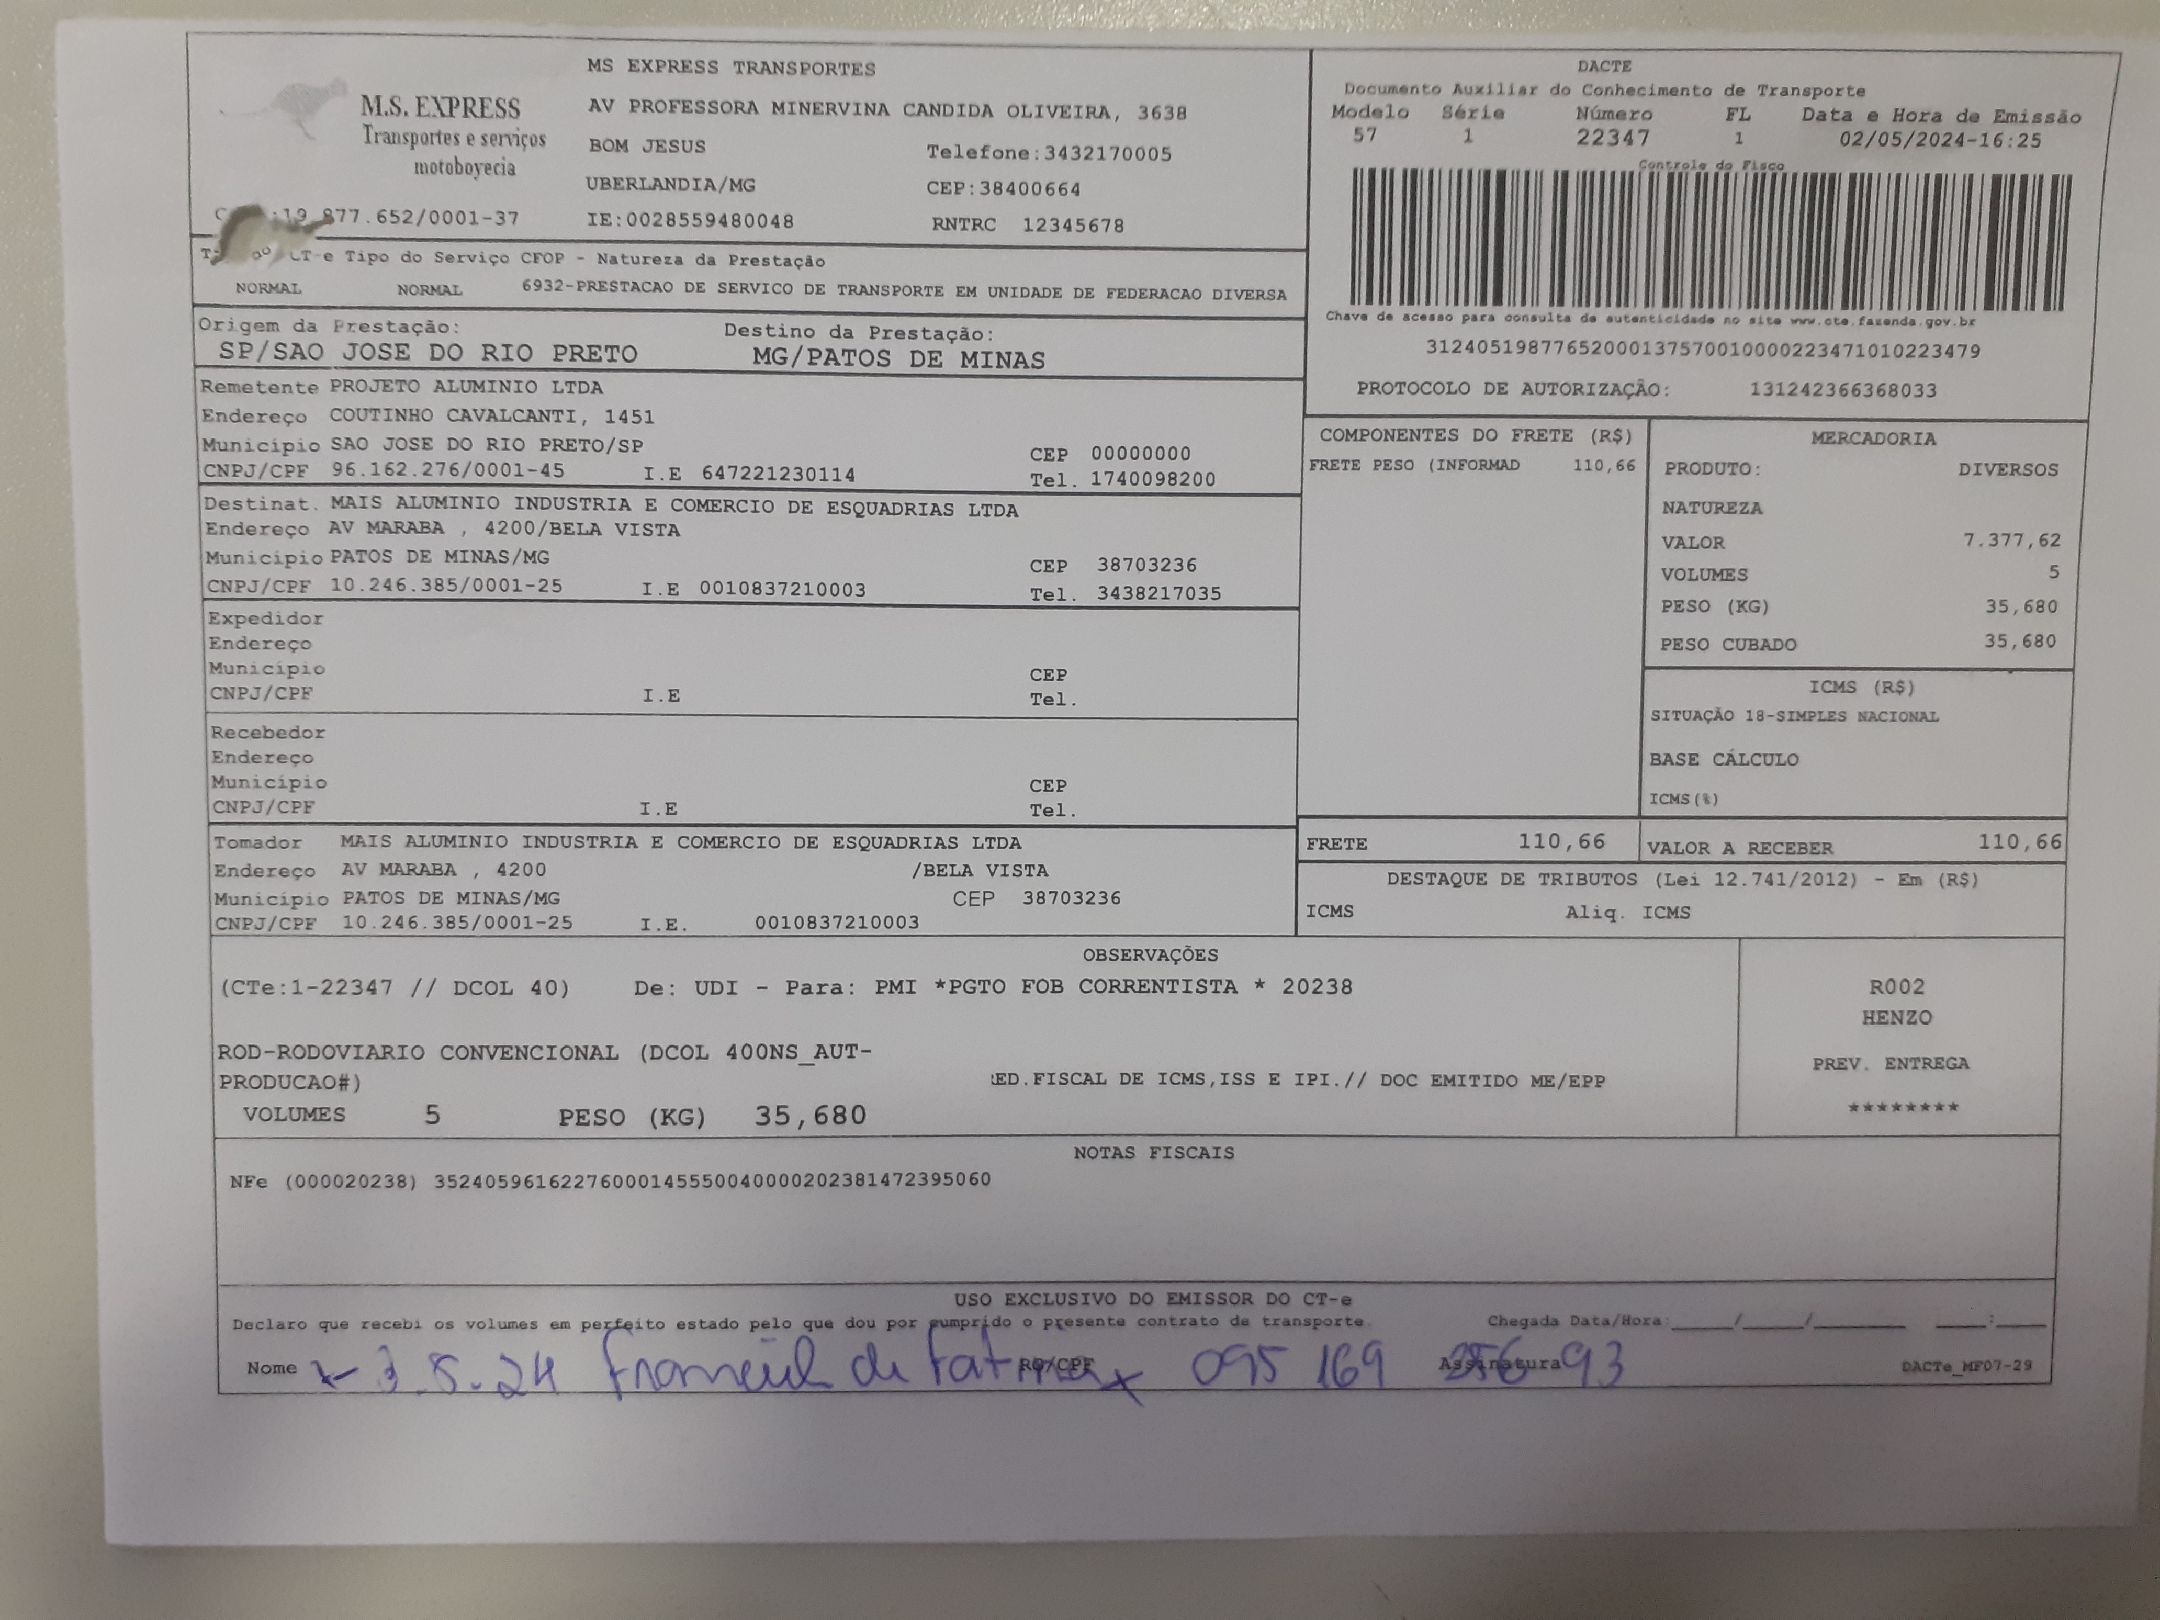 M.S. EXPRESS
Transportes e serviços
motoboyecia
:19.877.652/0001-37
MS EXPRESS TRANSPORTES
AV PROFESSORA MINERVINA CANDIDA OLIVEIRA, 3638
BOM JESUS Telefone:3432170005
UBERLANDIA/MG CEP:38400664
IE:0028559480048 RNTRC 12345678
DACTE
Documento Auxiliar do Conhecimento de Transporte
Modelo Série Número FL Data e Hora de Emissão
57 1 22347 1 02/05/2024-16:25
Controle do Fisco
Chave de acesso para consulta de autenticidade no site www.cte.fazenda.gov.br
31240519877652000137570010000223471010223479
PROTOCOLO DE AUTORIZAÇÃO: 131242366368033
CT-e Tipo do Serviço CFOP - Natureza da Prestação
NORMAL NORMAL 6932-PRESTACAO DE SERVICO DE TRANSPORTE EM UNIDADE DE FEDERACAO DIVERSA
Origem da Prestação: Destino da Prestação:
SP/SAO JOSE DO RIO PRETO MG/PATOS DE MINAS
Remetente PROJETO ALUMINIO LTDA
Endereço COUTINHO CAVALCANTI, 1451
Município SAO JOSE DO RIO PRETO/SP CEP 00000000
CNPJ/CPF 96.162.276/0001-45 I.E 647221230114 Tel. 1740098200
Destinat. MAIS ALUMINIO INDUSTRIA E COMERCIO DE ESQUADRIAS LTDA
Endereço AV MARABA , 4200/BELA VISTA
Município PATOS DE MINAS/MG CEP 38703236
CNPJ/CPF 10.246.385/0001-25 I.E 0010837210003 Tel. 3438217035
Expedidor
Endereço
Município CEP
CNPJ/CPF I.E Tel.
Recebedor
Endereço
Município CEP
CNPJ/CPF I.E Tel.
Tomador MAIS ALUMINIO INDUSTRIA E COMERCIO DE ESQUADRIAS LTDA
Endereço AV MARABA , 4200 /BELA VISTA
Município PATOS DE MINAS/MG CEP 38703236
CNPJ/CPF 10.246.385/0001-25 I.E. 0010837210003
COMPONENTES DO FRETE (R$)
FRETE PESO (INFORMAD 110,66
MERCADORIA
PRODUTO: DIVERSOS
NATUREZA
VALOR 7.377,62
VOLUMES 5
PESO (KG) 35,680
PESO CUBADO 35,680
ICMS (R$)
SITUAÇÃO 18-SIMPLES NACIONAL
BASE CÁLCULO
ICMS(%)
FRETE 110,66 VALOR A RECEBER 110,66
DESTAQUE DE TRIBUTOS (Lei 12.741/2012) - Em (R$)
ICMS Aliq. ICMS
OBSERVAÇÕES
(CTe:1-22347 // DCOL 40) De: UDI - Para: PMI *PGTO FOB CORRENTISTA * 20238
ROD-RODOVIARIO CONVENCIONAL (DCOL 400NS_AUT-
PRODUCAO#) ED.FISCAL DE ICMS,ISS E IPI.// DOC EMITIDO ME/EPP
VOLUMES 5 PESO (KG) 35,680
R002
HENZO
PREV. ENTREGA
********
NOTAS FISCAIS
NFe (000020238) 35240596162276000145550040000202381472395060
USO EXCLUSIVO DO EMISSOR DO CT-e
Declaro que recebi os volumes em perfeito estado pelo que dou por cumprido o presente contrato de transporte. Chegada Data/Hora:_____/_____/________ ____:____
Nome 3.5.24 de Fatima RG/CPF 095 169 256 93 Assinatura DACTe_MF07-29